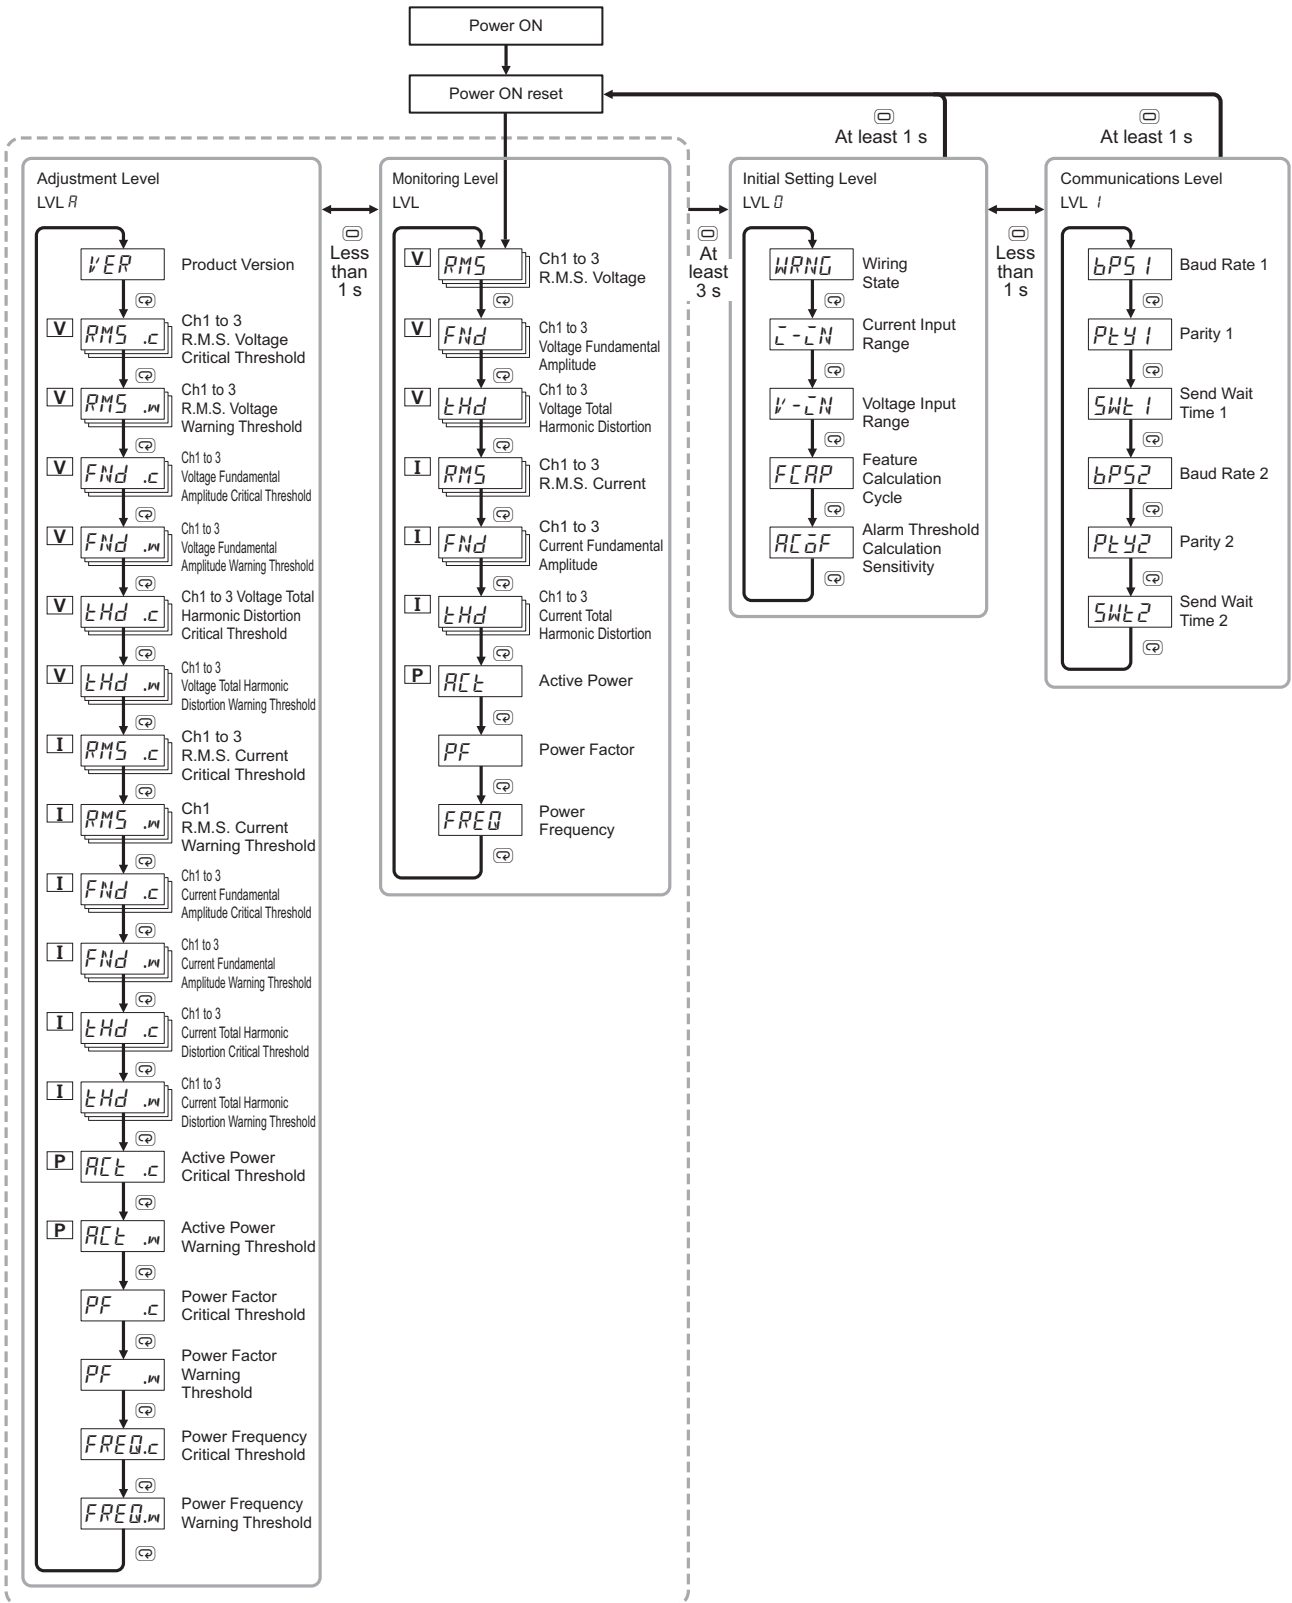 Power ON
Power ON reset
At least 1 s
At least 1 s
Adjustment Level
LVL A
VER
Product Version
V
RMS .c
Ch1 to 3
R.M.S. Voltage
Critical Threshold
V
RMS .w
Ch1 to 3
R.M.S. Voltage
Warning Threshold
V
FNd .c
Ch1 to 3
Voltage Fundamental
Amplitude Critical Threshold
V
FNd .w
Ch1 to 3
Voltage Fundamental
Amplitude Warning Threshold
V
tHd .c
Ch1 to 3 Voltage Total
Harmonic Distortion
Critical Threshold
V
tHd .w
Ch1 to 3
Voltage Total Harmonic
Distortion Warning Threshold
I
RMS .c
Ch1 to 3
R.M.S. Current
Critical Threshold
I
RMS .w
Ch1
R.M.S. Current
Warning Threshold
I
FNd .c
Ch1 to 3
Current Fundamental
Amplitude Critical Threshold
I
FNd .w
Ch1 to 3
Current Fundamental
Amplitude Warning Threshold
I
tHd .c
Ch1 to 3
Current Total Harmonic
Distortion Critical Threshold
I
tHd .w
Ch1 to 3
Current Total Harmonic
Distortion Warning Threshold
P
ACt .c
Active Power
Critical Threshold
P
ACt .w
Active Power
Warning Threshold
PF .c
Power Factor
Critical Threshold
PF .w
Power Factor
Warning
Threshold
FREQ.c
Power Frequency
Critical Threshold
FREQ.w
Power Frequency
Warning Threshold
Less
than
1 s
Monitoring Level
LVL
V
RMS
Ch1 to 3
R.M.S. Voltage
V
FNd
Ch1 to 3
Voltage Fundamental
Amplitude
V
tHd
Ch1 to 3
Voltage Total
Harmonic Distortion
I
RMS
Ch1 to 3
R.M.S. Current
I
FNd
Ch1 to 3
Current Fundamental
Amplitude
I
tHd
Ch1 to 3
Current Total
Harmonic Distortion
P
ACt
Active Power
PF
Power Factor
FREQ
Power
Frequency
At
least
3 s
Initial Setting Level
LVL 0
WRNG
Wiring
State
i-iN
Current Input
Range
V-iN
Voltage Input
Range
FCAP
Feature
Calculation
Cycle
ACoF
Alarm Threshold
Calculation
Sensitivity
Less
than
1 s
Communications Level
LVL 1
bPS1
Baud Rate 1
PtY1
Parity 1
SWt1
Send Wait
Time 1
bPS2
Baud Rate 2
PtY2
Parity 2
SWt2
Send Wait
Time 2